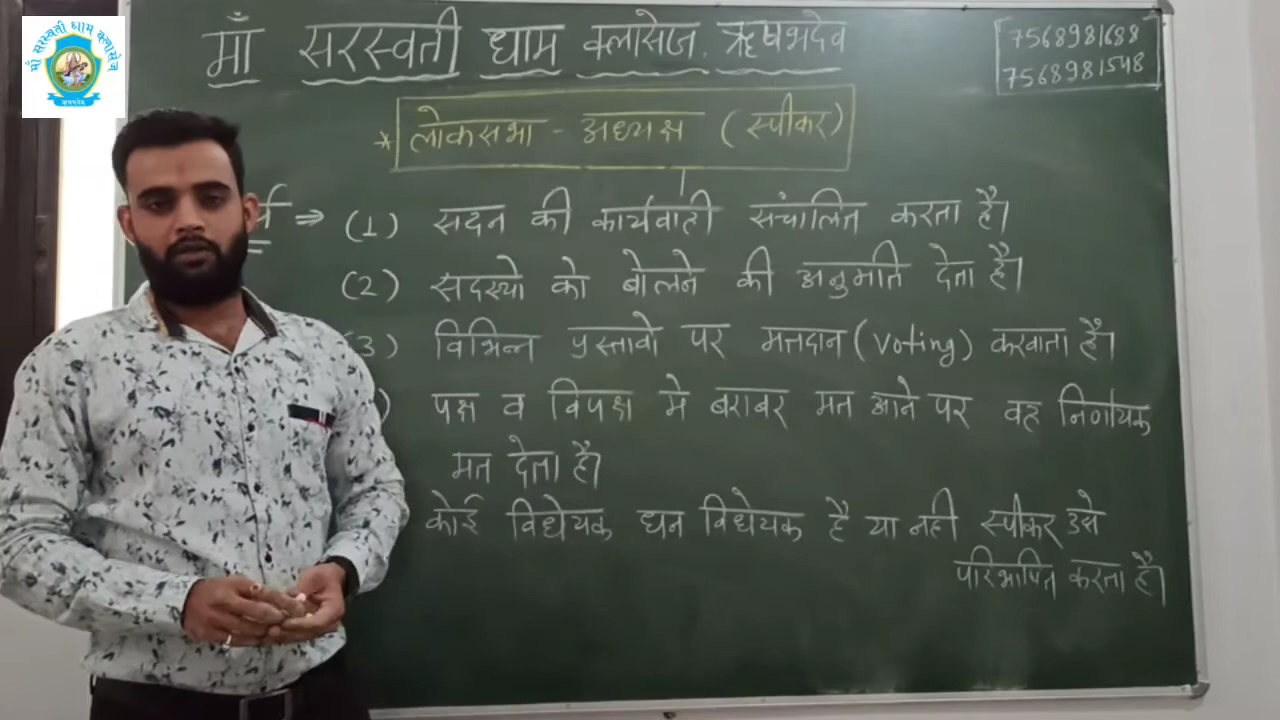 माँ सरस्वती धाम क्लासेज
माँ सरस्वती धाम क्लासेज. ऋषभदेव
7568981688
7568981548
* लोकसभा - अध्यक्ष (स्पीकर)
⇒ (1) सदन की कार्यवाही संचालित करता है।
(2) सदस्यो को बोलने की अनुमति देता है।
3) विभिन्न प्रस्तावो पर मतदान (voting) करवाता है।
) पक्ष व विपक्ष मे बराबर मत आने पर वह निर्णायक
मत देता है।
कोई विधेयक धन विधेयक है या नही स्पीकर उसे
परिभाषित करता है।